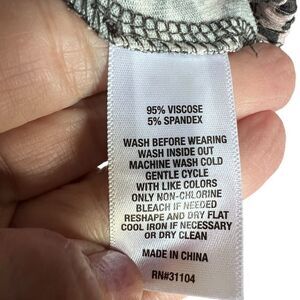 95% VISCOSE
5% SPANDEX
WASH BEFORE WEARING
WASH INSIDE OUT
MACHINE WASH COLD
GENTLE CYCLE
WITH LIKE COLORS
ONLY NON-CHLORINE
BLEACH IF NEEDED
RESHAPE AND DRY FLAT
COOL IRON IF NECESSARY
OR DRY CLEAN
MADE IN CHINA
RN#31104